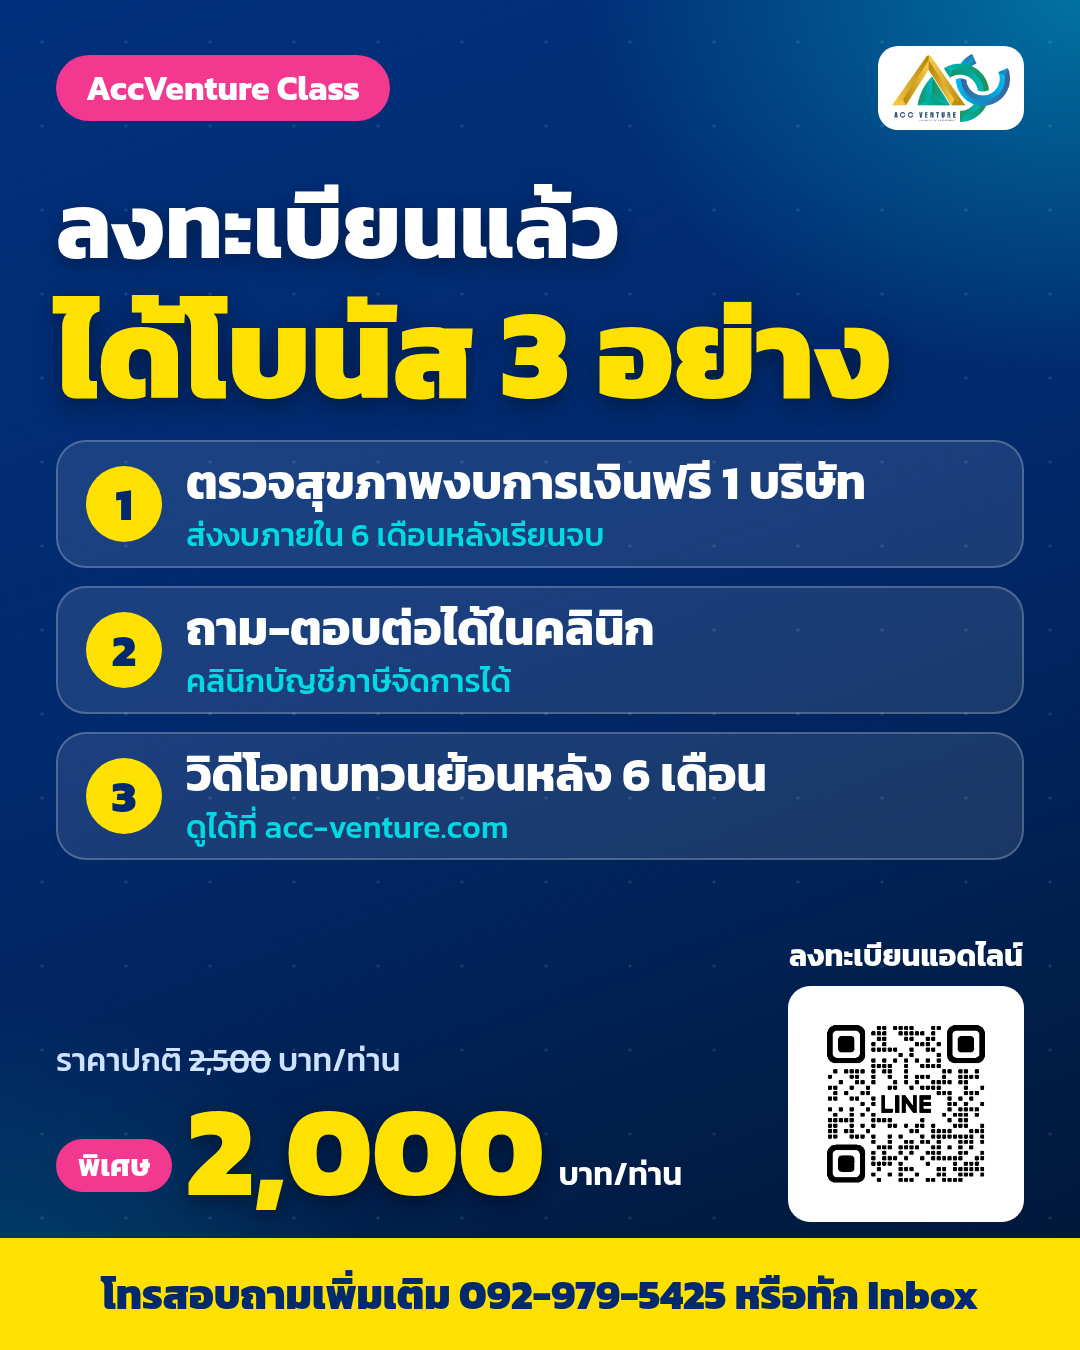 AccVenture Class
ACC VENTURE
ลงทะเบียนแล้ว
ได้โบนัส 3 อย่าง
1
ตรวจสุขภาพงบการเงินฟรี 1 บริษัท
ส่งงบภายใน 6 เดือนหลังเรียนจบ
2
ถาม-ตอบต่อได้ในคลินิก
คลินิกบัญชีภาษีจัดการได้
3
วิดีโอทบทวนย้อนหลัง 6 เดือน
ดูได้ที่ acc-venture.com
ลงทะเบียนแอดไลน์
LINE
ราคาปกติ 2,500 บาท/ท่าน
พิเศษ 2,000 บาท/ท่าน
โทรสอบถามเพิ่มเติม 092-979-5425 หรือทัก Inbox